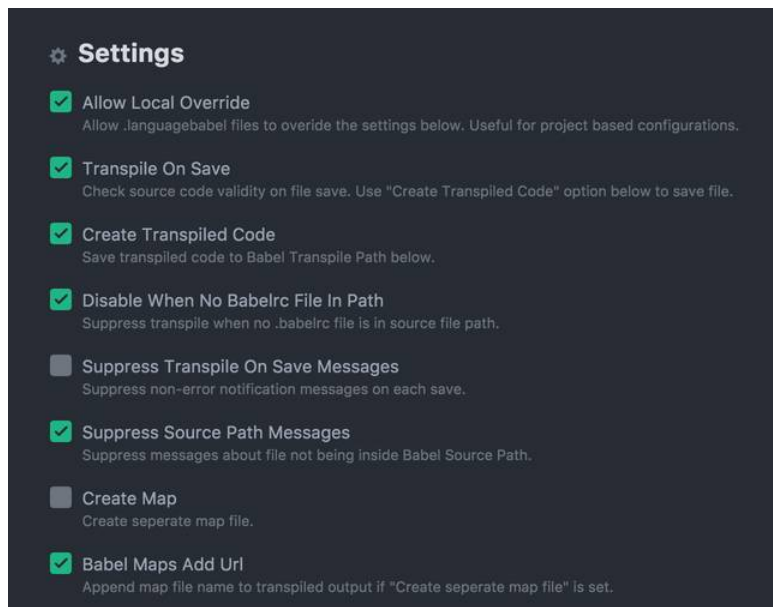 Settings
Allow Local Override
Allow .languagebabel files to overide the settings below. Useful for project based configurations.
Transpile On Save
Check source code validity on file save. Use "Create Transpiled Code" option below to save file.
Create Transpiled Code
Save transpiled code to Babel Transpile Path below.
Disable When No Babelrc File In Path
Suppress transpile when no .babelrc file is in source file path.
Suppress Transpile On Save Messages
Suppress non-error notification messages on each save.
Suppress Source Path Messages
Suppress messages about file not being inside Babel Source Path.
Create Map
Create seperate map file.
Babel Maps Add Url
Append map file name to transpiled output if "Create seperate map file" is set.